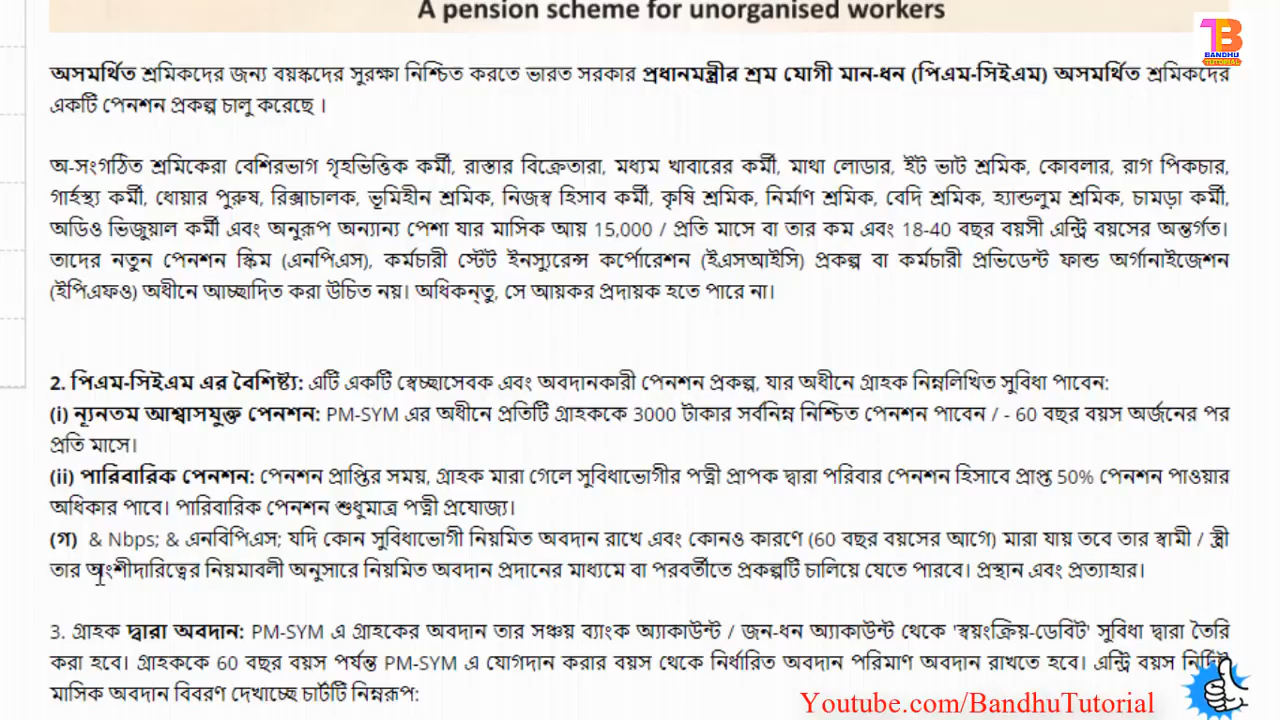 A pension scheme for unorganised workers
TB
BANDHU
TUTORIAL
অসমর্থিত শ্রমিকদের জন্য বয়স্কদের সুরক্ষা নিশ্চিত করতে ভারত সরকার প্রধানমন্ত্রীর শ্রম যোগী মান-ধন (পিএম-সিইএম) অসমর্থিত শ্রমিকদের
একটি পেনশন প্রকল্প চালু করেছে ।
অ-সংগঠিত শ্রমিকেরা বেশিরভাগ গৃহভিত্তিক কর্মী, রাস্তার বিক্রেতারা, মধ্যম খাবারের কর্মী, মাথা লোডার, ইট ভাট শ্রমিক, কোবলার, রাগ পিকচার,
গার্হস্থ্য কর্মী, ধোয়ার পুরুষ, রিক্সাচালক, ভূমিহীন শ্রমিক, নিজস্ব হিসাব কর্মী, কৃষি শ্রমিক, নির্মাণ শ্রমিক, বেদি শ্রমিক, হ্যান্ডলুম শ্রমিক, চামড়া কর্মী,
অডিও ভিজুয়াল কর্মী এবং অনুরূপ অন্যান্য পেশা যার মাসিক আয় 15,000 / প্রতি মাসে বা তার কম এবং 18-40 বছর বয়সী এন্ট্রি বয়সের অন্তর্গত।
তাদের নতুন পেনশন স্কিম (এনপিএস), কর্মচারী স্টেট ইনস্যুরেন্স কর্পোরেশন (ইএসআইসি) প্রকল্প বা কর্মচারী প্রভিডেন্ট ফান্ড অর্গানাইজেশন
(ইপিএফও) অধীনে আচ্ছাদিত করা উচিত নয়। অধিকন্তু, সে আয়কর প্রদায়ক হতে পারে না।
2. পিএম-সিইএম এর বৈশিষ্ট্য: এটি একটি স্বেচ্ছাসেবক এবং অবদানকারী পেনশন প্রকল্প, যার অধীনে গ্রাহক নিম্নলিখিত সুবিধা পাবেন:
(i) ন্যূনতম আশ্বাসযুক্ত পেনশন: PM-SYM এর অধীনে প্রতিটি গ্রাহককে 3000 টাকার সর্বনিম্ন নিশ্চিত পেনশন পাবেন / - 60 বছর বয়স অর্জনের পর
প্রতি মাসে।
(ii) পারিবারিক পেনশন: পেনশন প্রাপ্তির সময়, গ্রাহক মারা গেলে সুবিধাভোগীর পত্নী প্রাপক দ্বারা পরিবার পেনশন হিসাবে প্রাপ্ত 50% পেনশন পাওয়ার
অধিকার পাবে। পারিবারিক পেনশন শুধুমাত্র পত্নী প্রযোজ্য।
(গ) & Nbps; & এনবিপিএস; যদি কোন সুবিধাভোগী নিয়মিত অবদান রাখে এবং কোনও কারণে (60 বছর বয়সের আগে) মারা যায় তবে তার স্বামী / স্ত্রী
তার অংশীদারিত্বের নিয়মাবলী অনুসারে নিয়মিত অবদান প্রদানের মাধ্যমে বা পরবর্তীতে প্রকল্পটি চালিয়ে যেতে পারবে। প্রস্থান এবং প্রত্যাহার।
3. গ্রাহক দ্বারা অবদান: PM-SYM এ গ্রাহকের অবদান তার সঞ্চয় ব্যাংক অ্যাকাউন্ট / জন-ধন অ্যাকাউন্ট থেকে 'স্বয়ংক্রিয়-ডেবিট' সুবিধা দ্বারা তৈরি
করা হবে। গ্রাহককে 60 বছর বয়স পর্যন্ত PM-SYM এ যোগদান করার বয়স থেকে নির্ধারিত অবদান পরিমাণ অবদান রাখতে হবে। এন্ট্রি বয়স নির্দিষ্ট
মাসিক অবদান বিবরণ দেখাচ্ছে চার্টটি নিম্নরূপ:
Youtube.com/BandhuTutorial